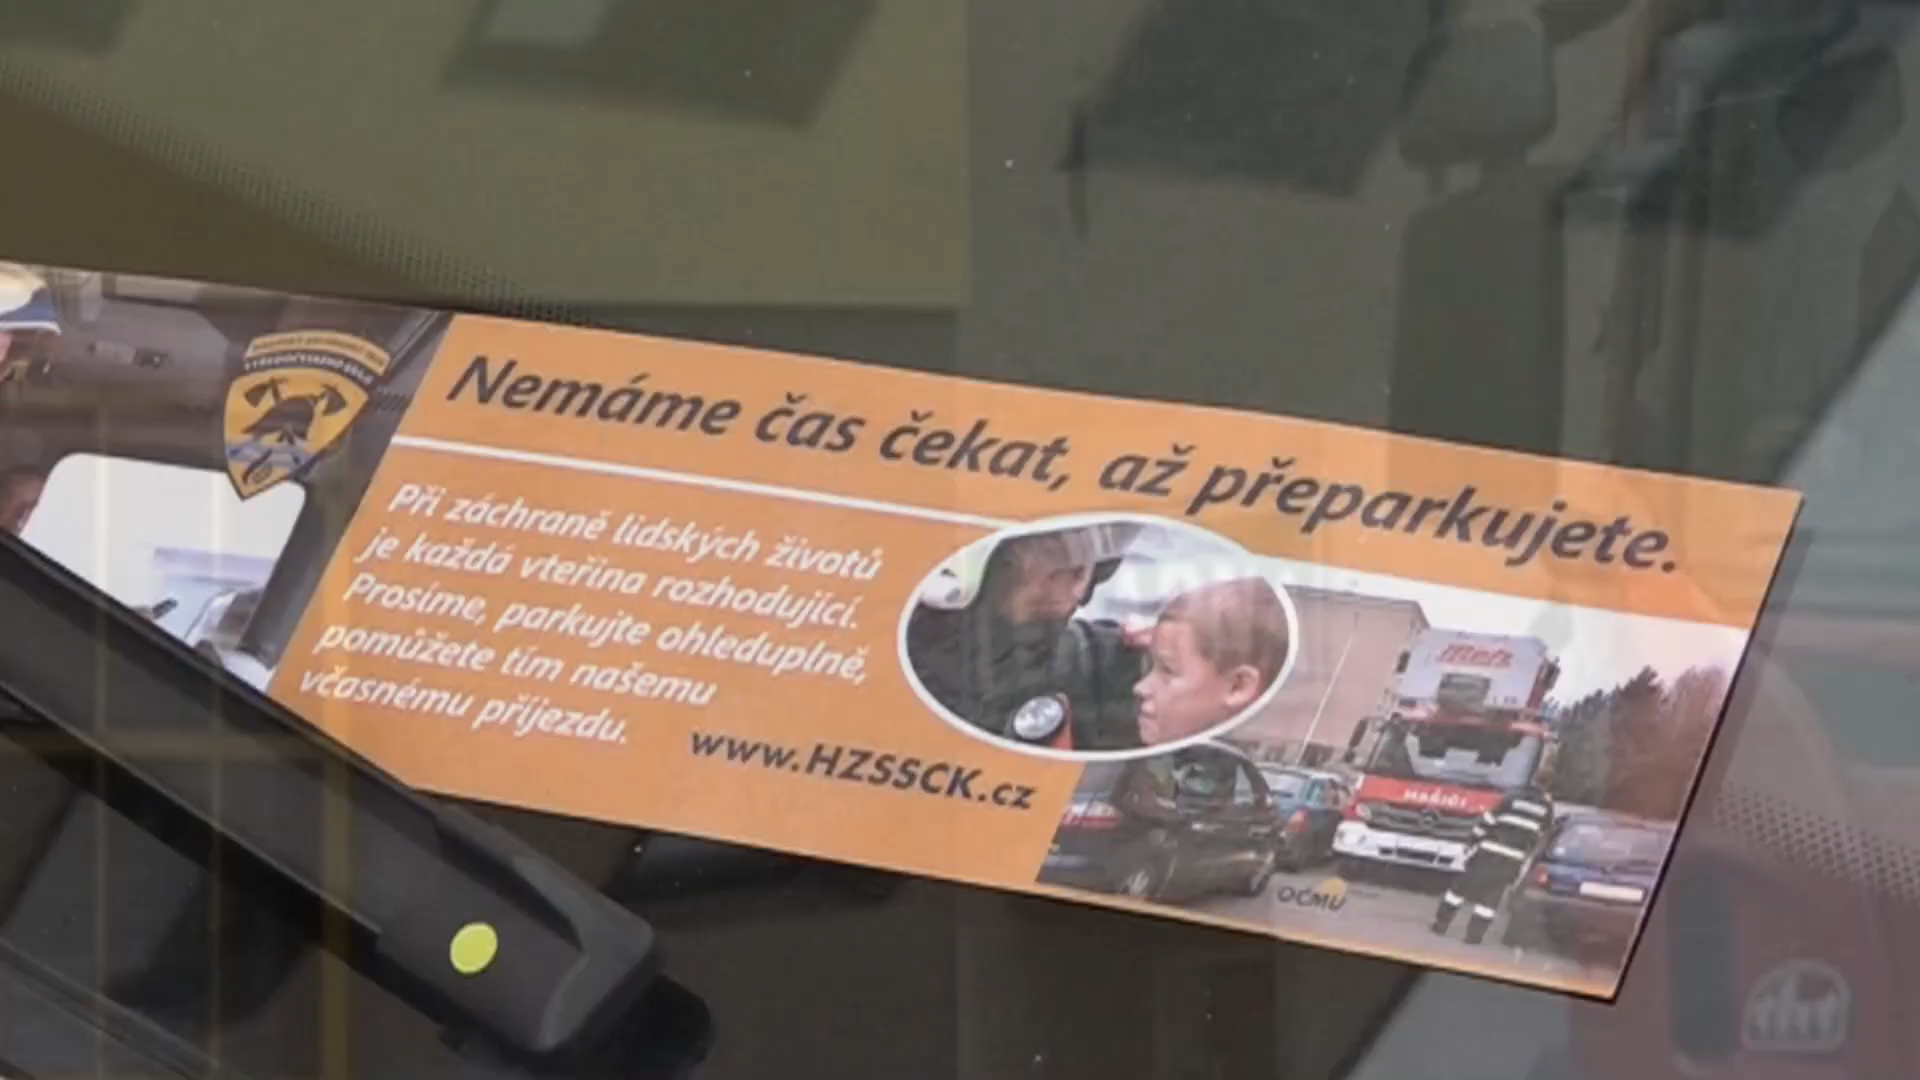 Nemáme čas čekat, až přeparkujete.
Při záchraně lidských životů
je každá vteřina rozhodující.
Prosíme, parkujte ohleduplně,
pomůžete tím našemu
včasnému příjezdu.
www.HZSSCK.cz
HASIČI
OČMU